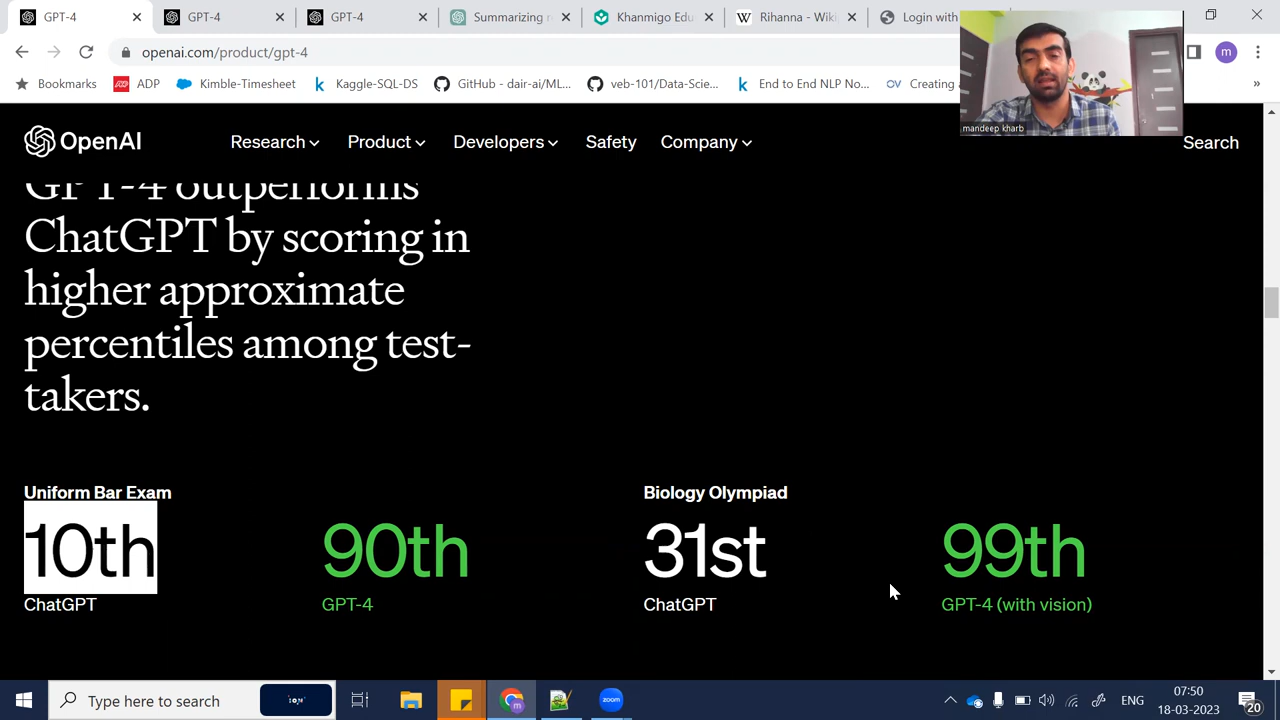 GPT-4
GPT-4
GPT-4
Summarizing r
Khanmigo Edu
Rihanna - Wiki
Login with
openai.com/product/gpt-4
m
Bookmarks
ADP
Kimble-Timesheet
Kaggle-SQL-DS
GitHub - dair-ai/ML...
veb-101/Data-Scie...
End to End NLP No...
OV
Creating
»
mandeep kharb
OpenAI
Research
Product
Developers
Safety
Company
Search
GPT-4 outperforms
ChatGPT by scoring in
higher approximate
percentiles among test-
takers.
Uniform Bar Exam
Biology Olympiad
10th
90th
31st
99th
ChatGPT
GPT-4
ChatGPT
GPT-4 (with vision)
Type here to search
ENG
07:50
18-03-2023
20